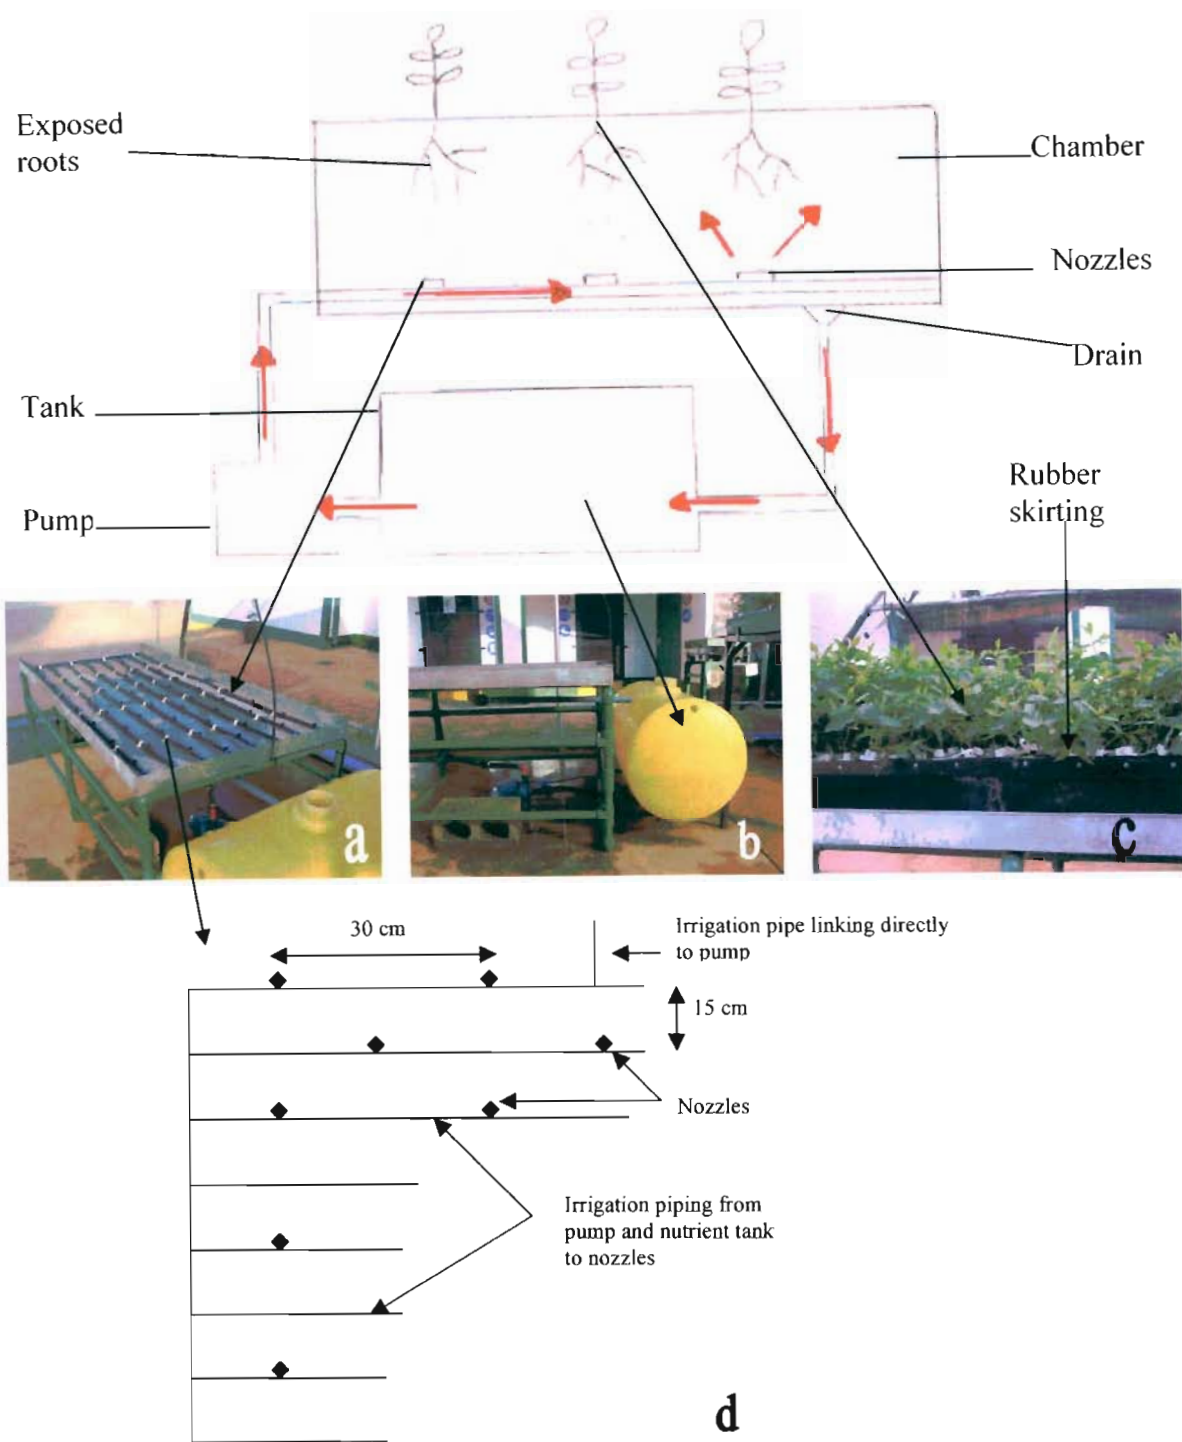 Exposed
roots
Chamber
Nozzles
Drain
Tank
Pump
Rubber
skirting
a
b
c
30 cm
Irrigation pipe linking directly
to pump
15 cm
Nozzles
Irrigation piping from
pump and nutrient tank
to nozzles
d